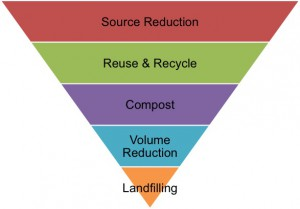 Source Reduction
Reuse & Recycle
Compost
Volume
Reduction
Landfilling